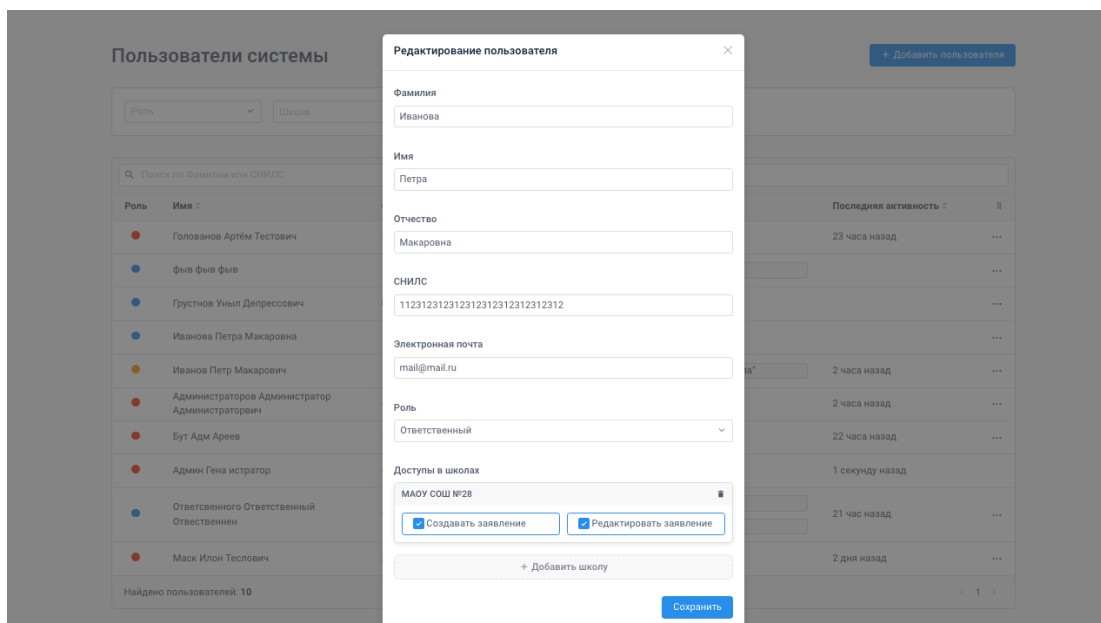 Пользователи системы
+ Добавить пользователя
Роль
Школа
Поиск по Фамилии или СНИЛС
Роль Имя Последняя активность
Голованов Артём Тестович 23 часа назад
фыв фыв фыв
Грустнов Уныл Депрессович
Иванова Петра Макаровна
Иванов Петр Макарович на" 2 часа назад
Администраторов Администратор
Администраторвич
2 часа назад
Бут Адм Ареев 22 часа назад
Админ Гена истратор 1 секунду назад
Ответсвенного Ответственный
Отвественнен
21 час назад
Маск Илон Теслович 2 дня назад
Найдено пользователей: 10
1
Редактирование пользователя
Фамилия
Иванова
Имя
Петра
Отчество
Макаровна
СНИЛС
Электронная почта
mail@mail.ru
Роль
Ответственный
Доступы в школах
МАОУ СОШ №28
Создавать заявление
Редактировать заявление
+ Добавить школу
Сохранить